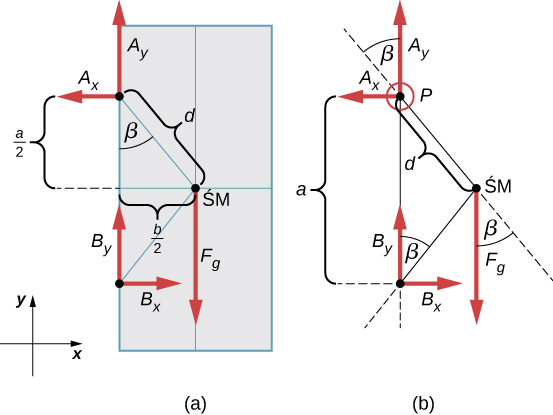 A_y
A_x
a/2
β
d
ŚM
b/2
B_y
F_g
B_x
y
x
(a)
β
A_y
A_x
P
d
a
ŚM
B_y
β
β
F_g
B_x
(b)